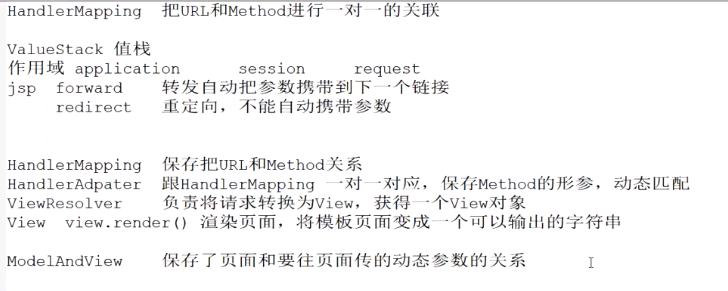 HandlerMapping 把URL和Method进行一对一的关联
ValueStack 值栈
作用域 application session request
jsp forward 转发自动把参数携带到下一个链接
redirect 重定向，不能自动携带参数
HandlerMapping 保存把URL和Method关系
HandlerAdpater 跟HandlerMapping 一对一对应，保存Method的形参，动态匹配
ViewResolver 负责将请求转换为View，获得一个View对象
View view.render() 渲染页面，将模板页面变成一个可以输出的字符串
ModelAndView 保存了页面和要往页面传的动态参数的关系